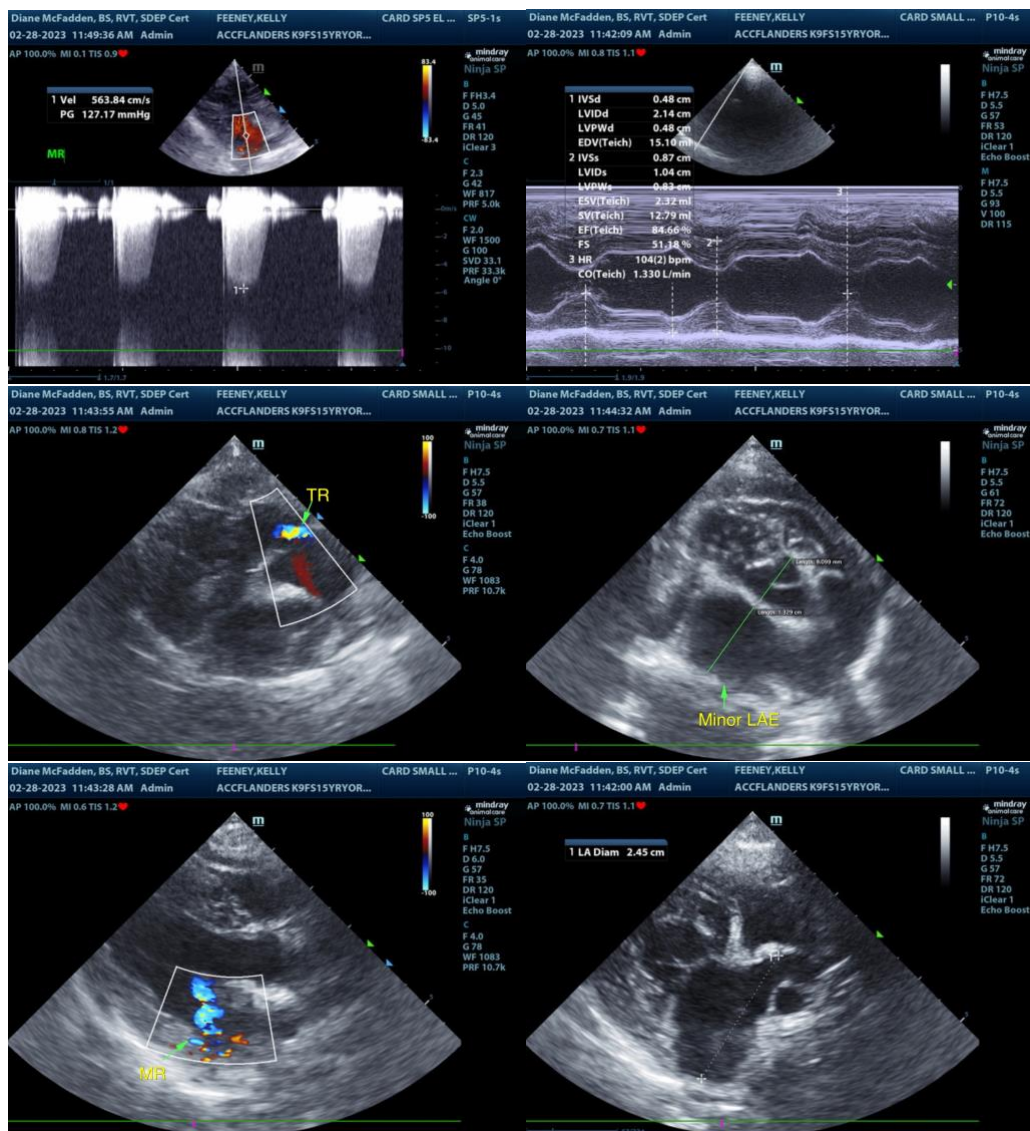 Diane McFadden, BS, RVT, SDEP Cert FEENEY,KELLY CARD SP5 EL ... SP5-1s
02-28-2023 11:49:36 AM Admin ACCFLANDERS K9FS15YRYOR...
AP 100.0% MI 0.1 TIS 0.9
mindray
animalcare
Ninja SP
1 Vel 563.84 cm/s
PG 127.17 mmHg
MR
83.4
-83.4
B
F FH3.4
D 5.0
G 45
FR 41
DR 120
iClear 3
C
F 2.3
G 42
WF 817
PRF 5.0k
CW
F 2.0
WF 1500
G 100
SVD 33.1
PRF 33.3k
Angle 0°
1/1
1
1.7/1.7
Diane McFadden, BS, RVT, SDEP Cert FEENEY,KELLY CARD SMALL ... P10-4s
02-28-2023 11:42:09 AM Admin ACCFLANDERS K9FS15YRYOR...
AP 100.0% MI 0.8 TIS 1.1
mindray
animalcare
Ninja SP
1 IVSd 0.48 cm
LVIDd 2.14 cm
LVPWd 0.48 cm
EDV(Teich) 15.10 ml
2 IVSs 0.87 cm
LVIDs 1.04 cm
LVPWs 0.83 cm
ESV(Teich) 2.32 ml
SV(Teich) 12.79 ml
EF(Teich) 84.66 %
FS 51.18 %
3 HR 104(2) bpm
CO(Teich) 1.330 L/min
2
3
B
F H7.5
D 5.5
G 57
FR 53
DR 120
iClear 1
Echo Boost
M
F H7.5
D 5.5
G 93
V 100
DR 115
1.9/1.9
Diane McFadden, BS, RVT, SDEP Cert FEENEY,KELLY CARD SMALL ... P10-4s
02-28-2023 11:43:55 AM Admin ACCFLANDERS K9FS15YRYOR...
AP 100.0% MI 0.8 TIS 1.2
mindray
animalcare
Ninja SP
100
-100
TR
B
F H7.5
D 5.5
G 57
FR 38
DR 120
iClear 1
Echo Boost
C
F 4.0
G 78
WF 1083
PRF 10.7k
Diane McFadden, BS, RVT, SDEP Cert FEENEY,KELLY CARD SMALL ... P10-4s
02-28-2023 11:44:32 AM Admin ACCFLANDERS K9FS15YRYOR...
AP 100.0% MI 0.7 TIS 1.1
mindray
animalcare
Ninja SP
B
F H7.5
D 5.5
G 61
FR 72
DR 120
iClear 1
Echo Boost
Minor LAE
Diane McFadden, BS, RVT, SDEP Cert FEENEY,KELLY CARD SMALL ... P10-4s
02-28-2023 11:43:28 AM Admin ACCFLANDERS K9FS15YRYOR...
AP 100.0% MI 0.6 TIS 1.2
mindray
animalcare
Ninja SP
100
-100
B
F H7.5
D 6.0
G 57
FR 35
DR 120
iClear 1
Echo Boost
C
F 4.0
G 78
WF 1083
PRF 10.7k
MR
Diane McFadden, BS, RVT, SDEP Cert FEENEY,KELLY CARD SMALL ... P10-4s
02-28-2023 11:42:00 AM Admin ACCFLANDERS K9FS15YRYOR...
AP 100.0% MI 0.7 TIS 1.1
mindray
animalcare
Ninja SP
1 LA Diam 2.45 cm
B
F H7.5
D 5.5
G 57
FR 72
DR 120
iClear 1
Echo Boost